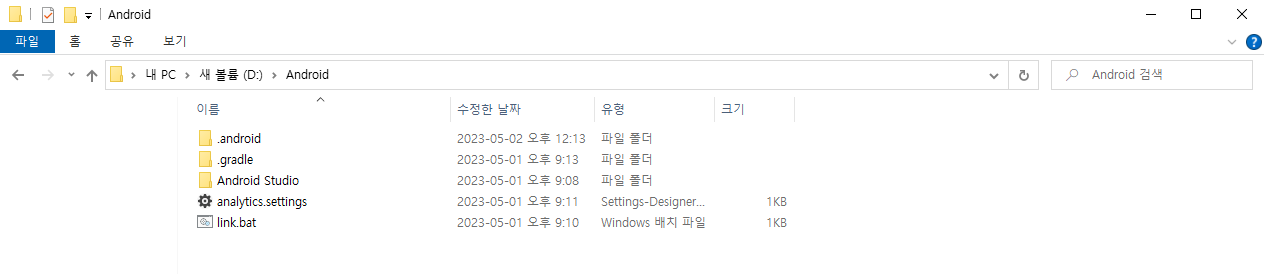 Android
파일 홈 공유 보기
내 PC 새 볼륨 (D:) Android
Android 검색
이름 수정한 날짜 유형 크기
.android 2023-05-02 오후 12:13 파일 폴더
.gradle 2023-05-01 오후 9:13 파일 폴더
Android Studio 2023-05-01 오후 9:08 파일 폴더
analytics.settings 2023-05-01 오후 9:11 Settings-Designer... 1KB
link.bat 2023-05-01 오후 9:10 Windows 배치 파일 1KB